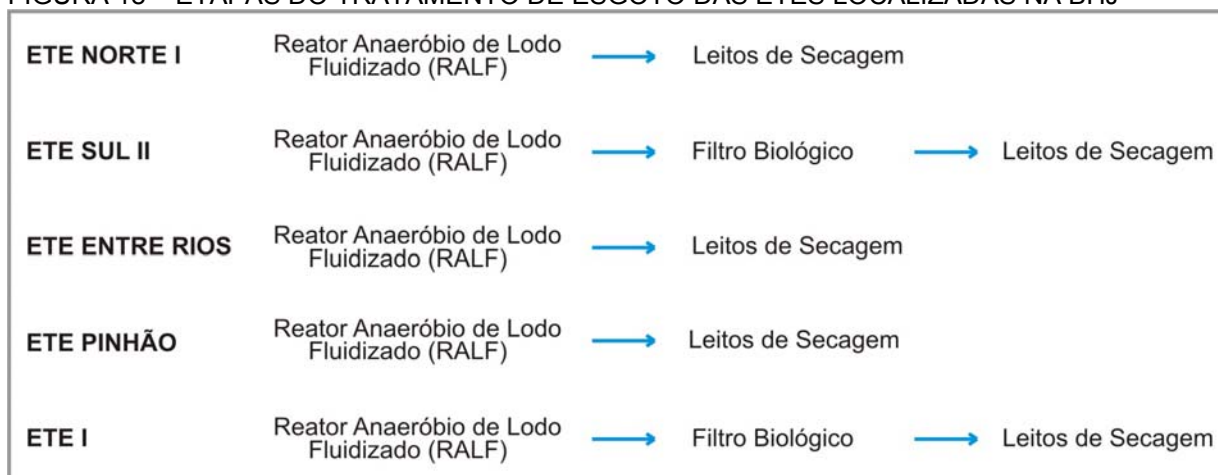 ETE NORTE I Reator Anaeróbio de Lodo Fluidizado (RALF) Leitos de Secagem
ETE SUL II Reator Anaeróbio de Lodo Fluidizado (RALF) Filtro Biológico Leitos de Secagem
ETE ENTRE RIOS Reator Anaeróbio de Lodo Fluidizado (RALF) Leitos de Secagem
ETE PINHÃO Reator Anaeróbio de Lodo Fluidizado (RALF) Leitos de Secagem
ETE I Reator Anaeróbio de Lodo Fluidizado (RALF) Filtro Biológico Leitos de Secagem